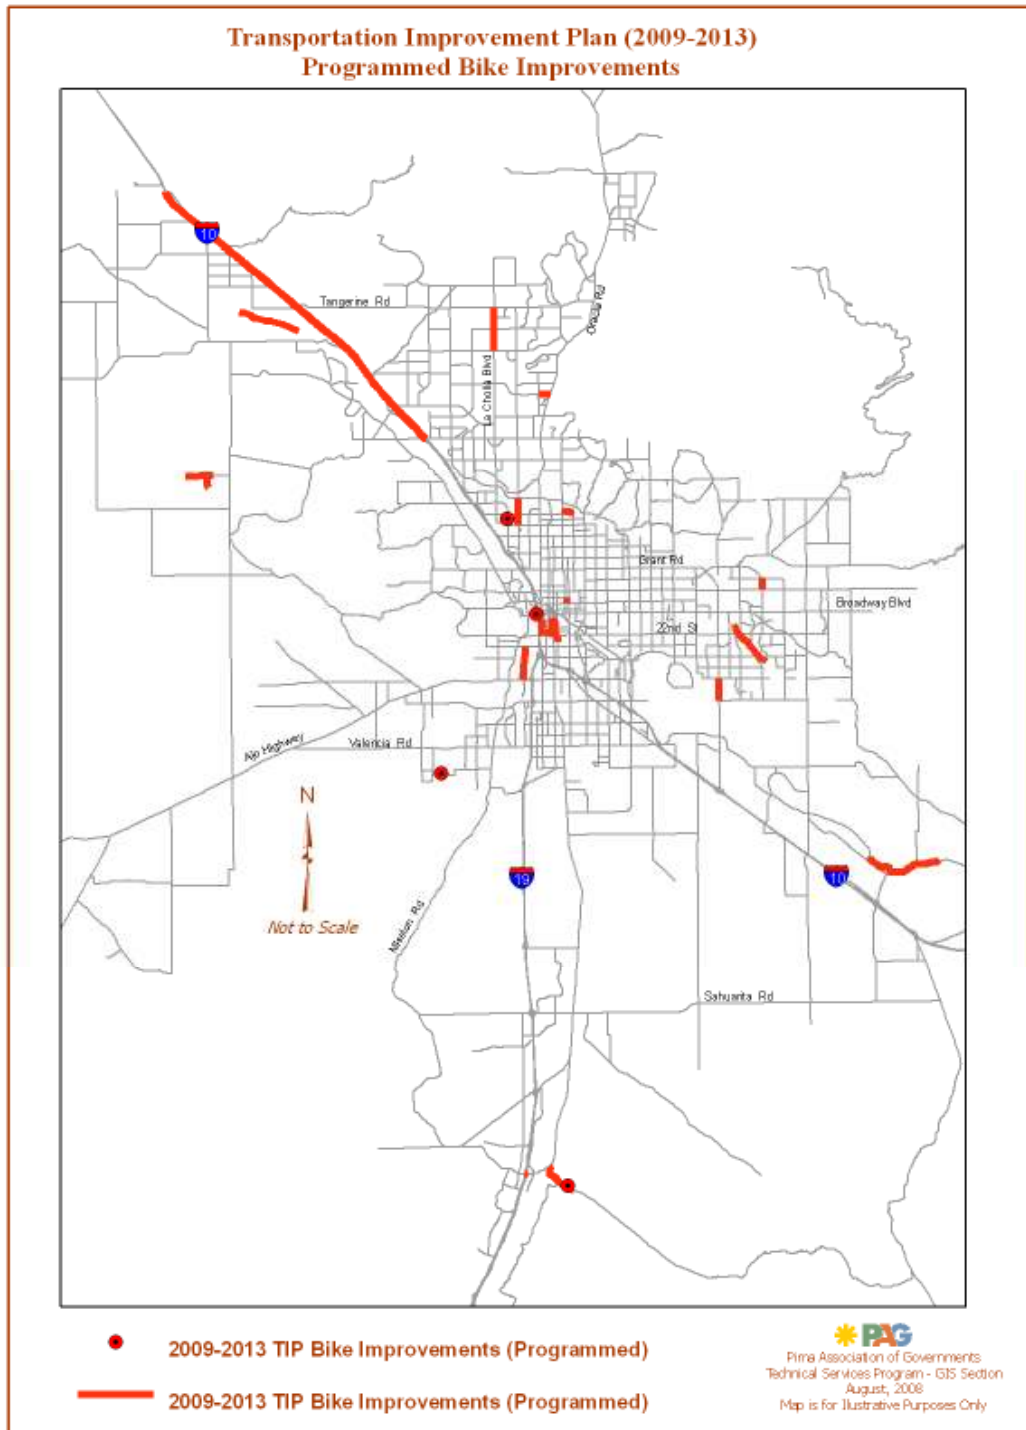 Transportation Improvement Plan (2009-2013)
Programmed Bike Improvements
10
Tangerine Rd
Oracle Rd
La Cholla Blvd
Grant Rd
Broadway Blvd
22nd St
Ajo Highway
Valencia Rd
N
Not to Scale
19
10
Mission Rd
Sahuarita Rd
2009-2013 TIP Bike Improvements (Programmed)
2009-2013 TIP Bike Improvements (Programmed)
PAG
Pima Association of Governments
Technical Services Program - GIS Section
August, 2008
Map is for Illustrative Purposes Only